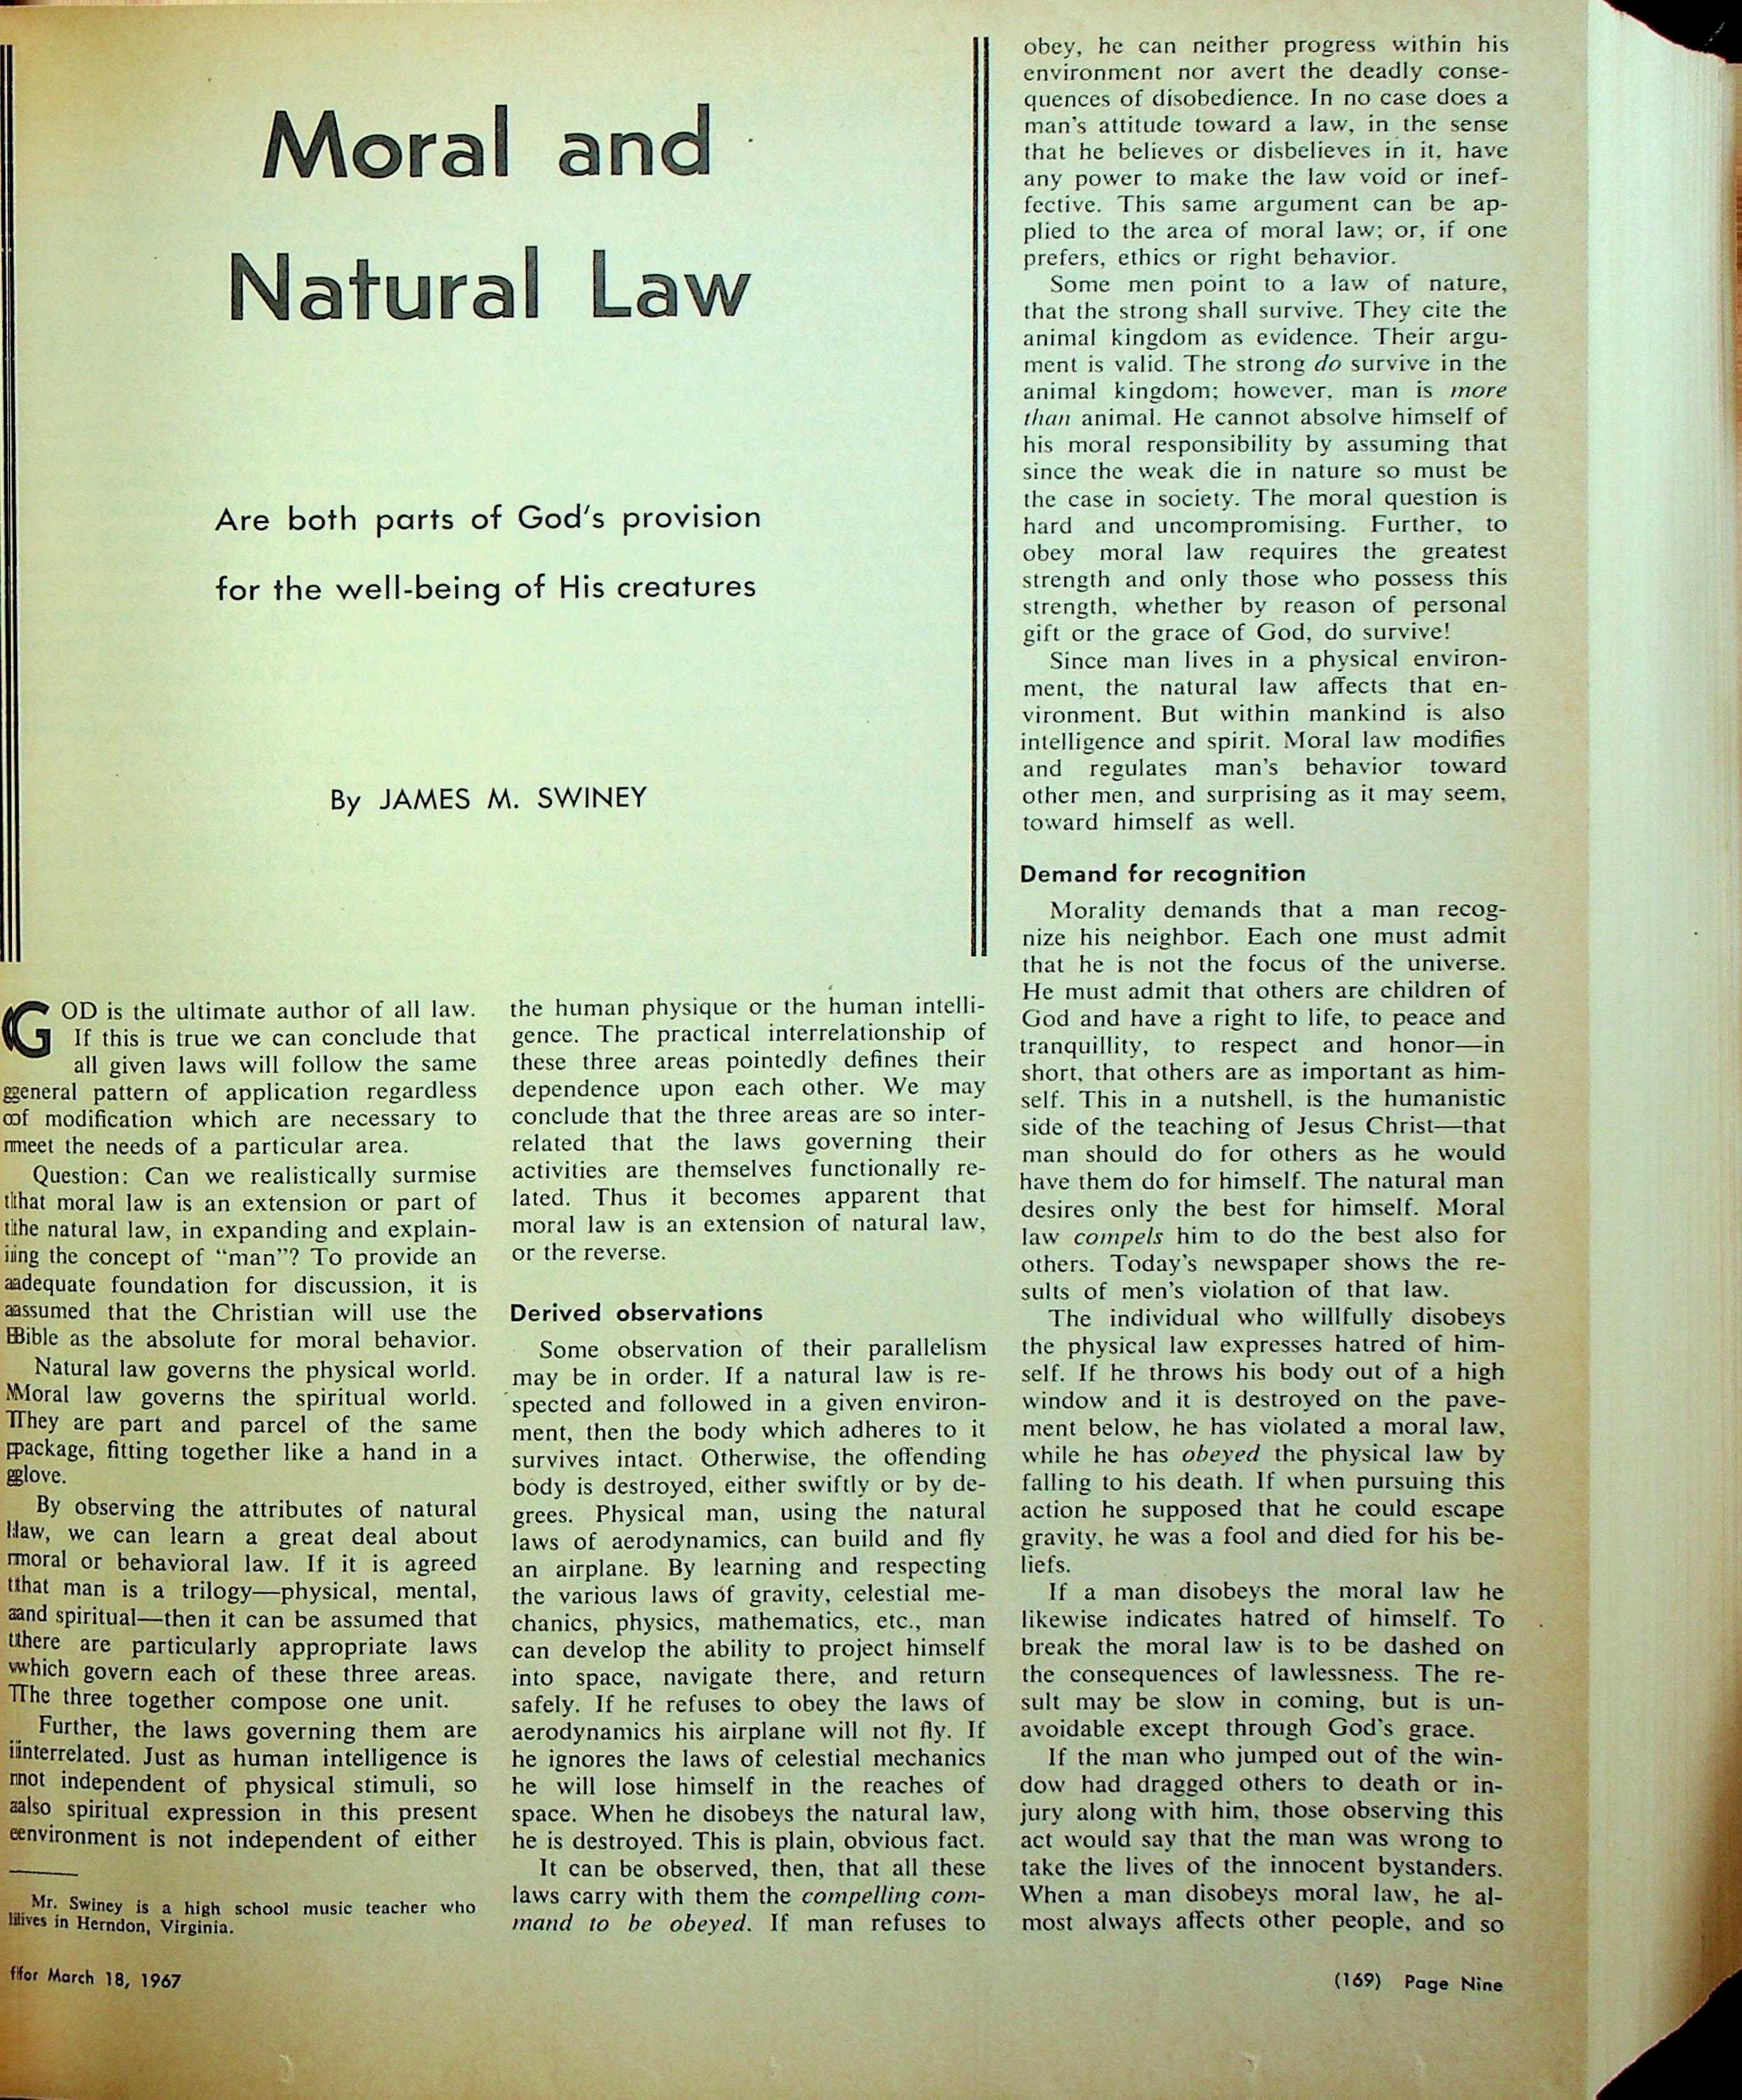 Moral and
Natural Law
Are both parts of God's provision
for the well-being of His creatures
By JAMES M. SWINEY
GOD is the ultimate author of all law.
If this is true we can conclude that
all given laws will follow the same
general pattern of application regardless
of modification which are necessary to
meet the needs of a particular area.
Question: Can we realistically surmise
that moral law is an extension or part of
the natural law, in expanding and explain-
ing the concept of “man”? To provide an
adequate foundation for discussion, it is
assumed that the Christian will use the
Bible as the absolute for moral behavior.
Natural law governs the physical world.
Moral law governs the spiritual world.
They are part and parcel of the same
package, fitting together like a hand in a
glove.
By observing the attributes of natural
law, we can learn a great deal about
moral or behavioral law. If it is agreed
that man is a trilogy—physical, mental,
and spiritual—then it can be assumed that
there are particularly appropriate laws
which govern each of these three areas.
The three together compose one unit.
Further, the laws governing them are
interrelated. Just as human intelligence is
not independent of physical stimuli, so
also spiritual expression in this present
environment is not independent of either
Mr. Swiney is a high school music teacher who
lives in Herndon, Virginia.
the human physique or the human intelli-
gence. The practical interrelationship of
these three areas pointedly defines their
dependence upon each other. We may
conclude that the three areas are so inter-
related that the laws governing their
activities are themselves functionally re-
lated. Thus it becomes apparent that
moral law is an extension of natural law,
or the reverse.
Derived observations
Some observation of their parallelism
may be in order. If a natural law is re-
spected and followed in a given environ-
ment, then the body which adheres to it
survives intact. Otherwise, the offending
body is destroyed, either swiftly or by de-
grees. Physical man, using the natural
laws of aerodynamics, can build and fly
an airplane. By learning and respecting
the various laws of gravity, celestial me-
chanics, physics, mathematics, etc., man
can develop the ability to project himself
into space, navigate there, and return
safely. If he refuses to obey the laws of
aerodynamics his airplane will not fly. If
he ignores the laws of celestial mechanics
he will lose himself in the reaches of
space. When he disobeys the natural law,
he is destroyed. This is plain, obvious fact.
It can be observed, then, that all these
laws carry with them the compelling com-
mand to be obeyed. If man refuses to
obey, he can neither progress within his
environment nor avert the deadly conse-
quences of disobedience. In no case does a
man's attitude toward a law, in the sense
that he believes or disbelieves in it, have
any power to make the law void or inef-
fective. This same argument can be ap-
plied to the area of moral law; or, if one
prefers, ethics or right behavior.
Some men point to a law of nature,
that the strong shall survive. They cite the
animal kingdom as evidence. Their argu-
ment is valid. The strong do survive in the
animal kingdom; however, man is more
than animal. He cannot absolve himself of
his moral responsibility by assuming that
since the weak die in nature so must be
the case in society. The moral question is
hard and uncompromising. Further, to
obey moral law requires the greatest
strength and only those who possess this
strength, whether by reason of personal
gift or the grace of God, do survive!
Since man lives in a physical environ-
ment, the natural law affects that en-
vironment. But within mankind is also
intelligence and spirit. Moral law modifies
and regulates man's behavior toward
other men, and surprising as it may seem,
toward himself as well.
Demand for recognition
Morality demands that a man recog-
nize his neighbor. Each one must admit
that he is not the focus of the universe.
He must admit that others are children of
God and have a right to life, to peace and
tranquillity, to respect and honor—in
short, that others are as important as him-
self. This in a nutshell, is the humanistic
side of the teaching of Jesus Christ—that
man should do for others as he would
have them do for himself. The natural man
desires only the best for himself. Moral
law compels him to do the best also for
others. Today's newspaper shows the re-
sults of men's violation of that law.
The individual who willfully disobeys
the physical law expresses hatred of him-
self. If he throws his body out of a high
window and it is destroyed on the pave-
ment below, he has violated a moral law,
while he has obeyed the physical law by
falling to his death. If when pursuing this
action he supposed that he could escape
gravity, he was a fool and died for his be-
liefs.
If a man disobeys the moral law he
likewise indicates hatred of himself. To
break the moral law is to be dashed on
the consequences of lawlessness. The re-
sult may be slow in coming, but is un-
avoidable except through God's grace.
If the man who jumped out of the win-
dow had dragged others to death or in-
jury along with him, those observing this
act would say that the man was wrong to
take the lives of the innocent bystanders.
When a man disobeys moral law, he al-
most always affects other people, and so
for March 18, 1967
(169) Page Nine